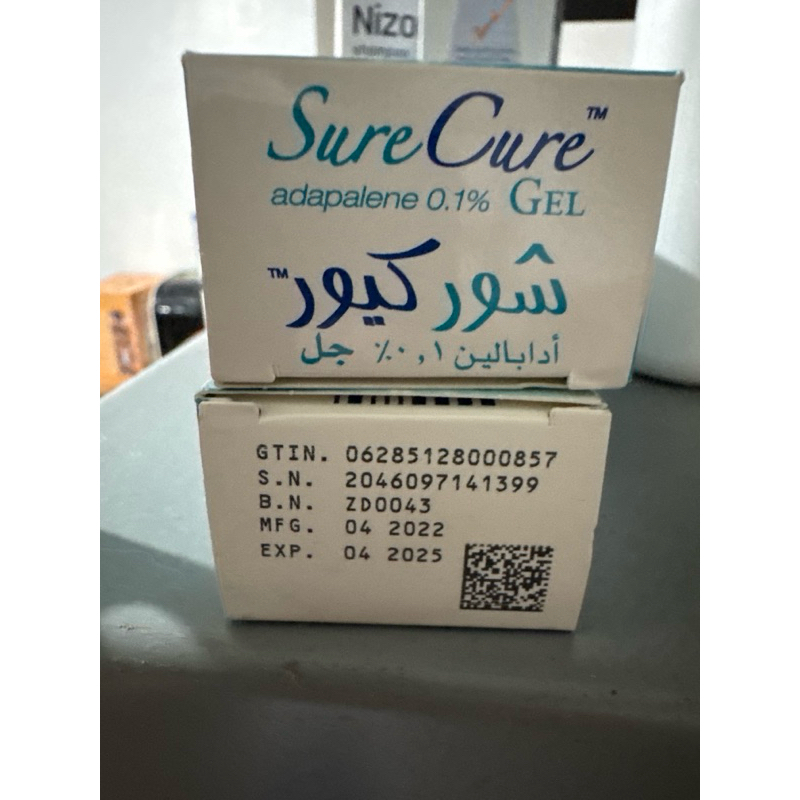 Nizo
shampoo
SureCure™
adapalene 0.1% GEL
شور كيور™
أدابالين ٠,١٪ جل
GTIN. 06285128000857
S.N. 2046097141399
B.N. ZD0043
MFG. 04 2022
EXP. 04 2025